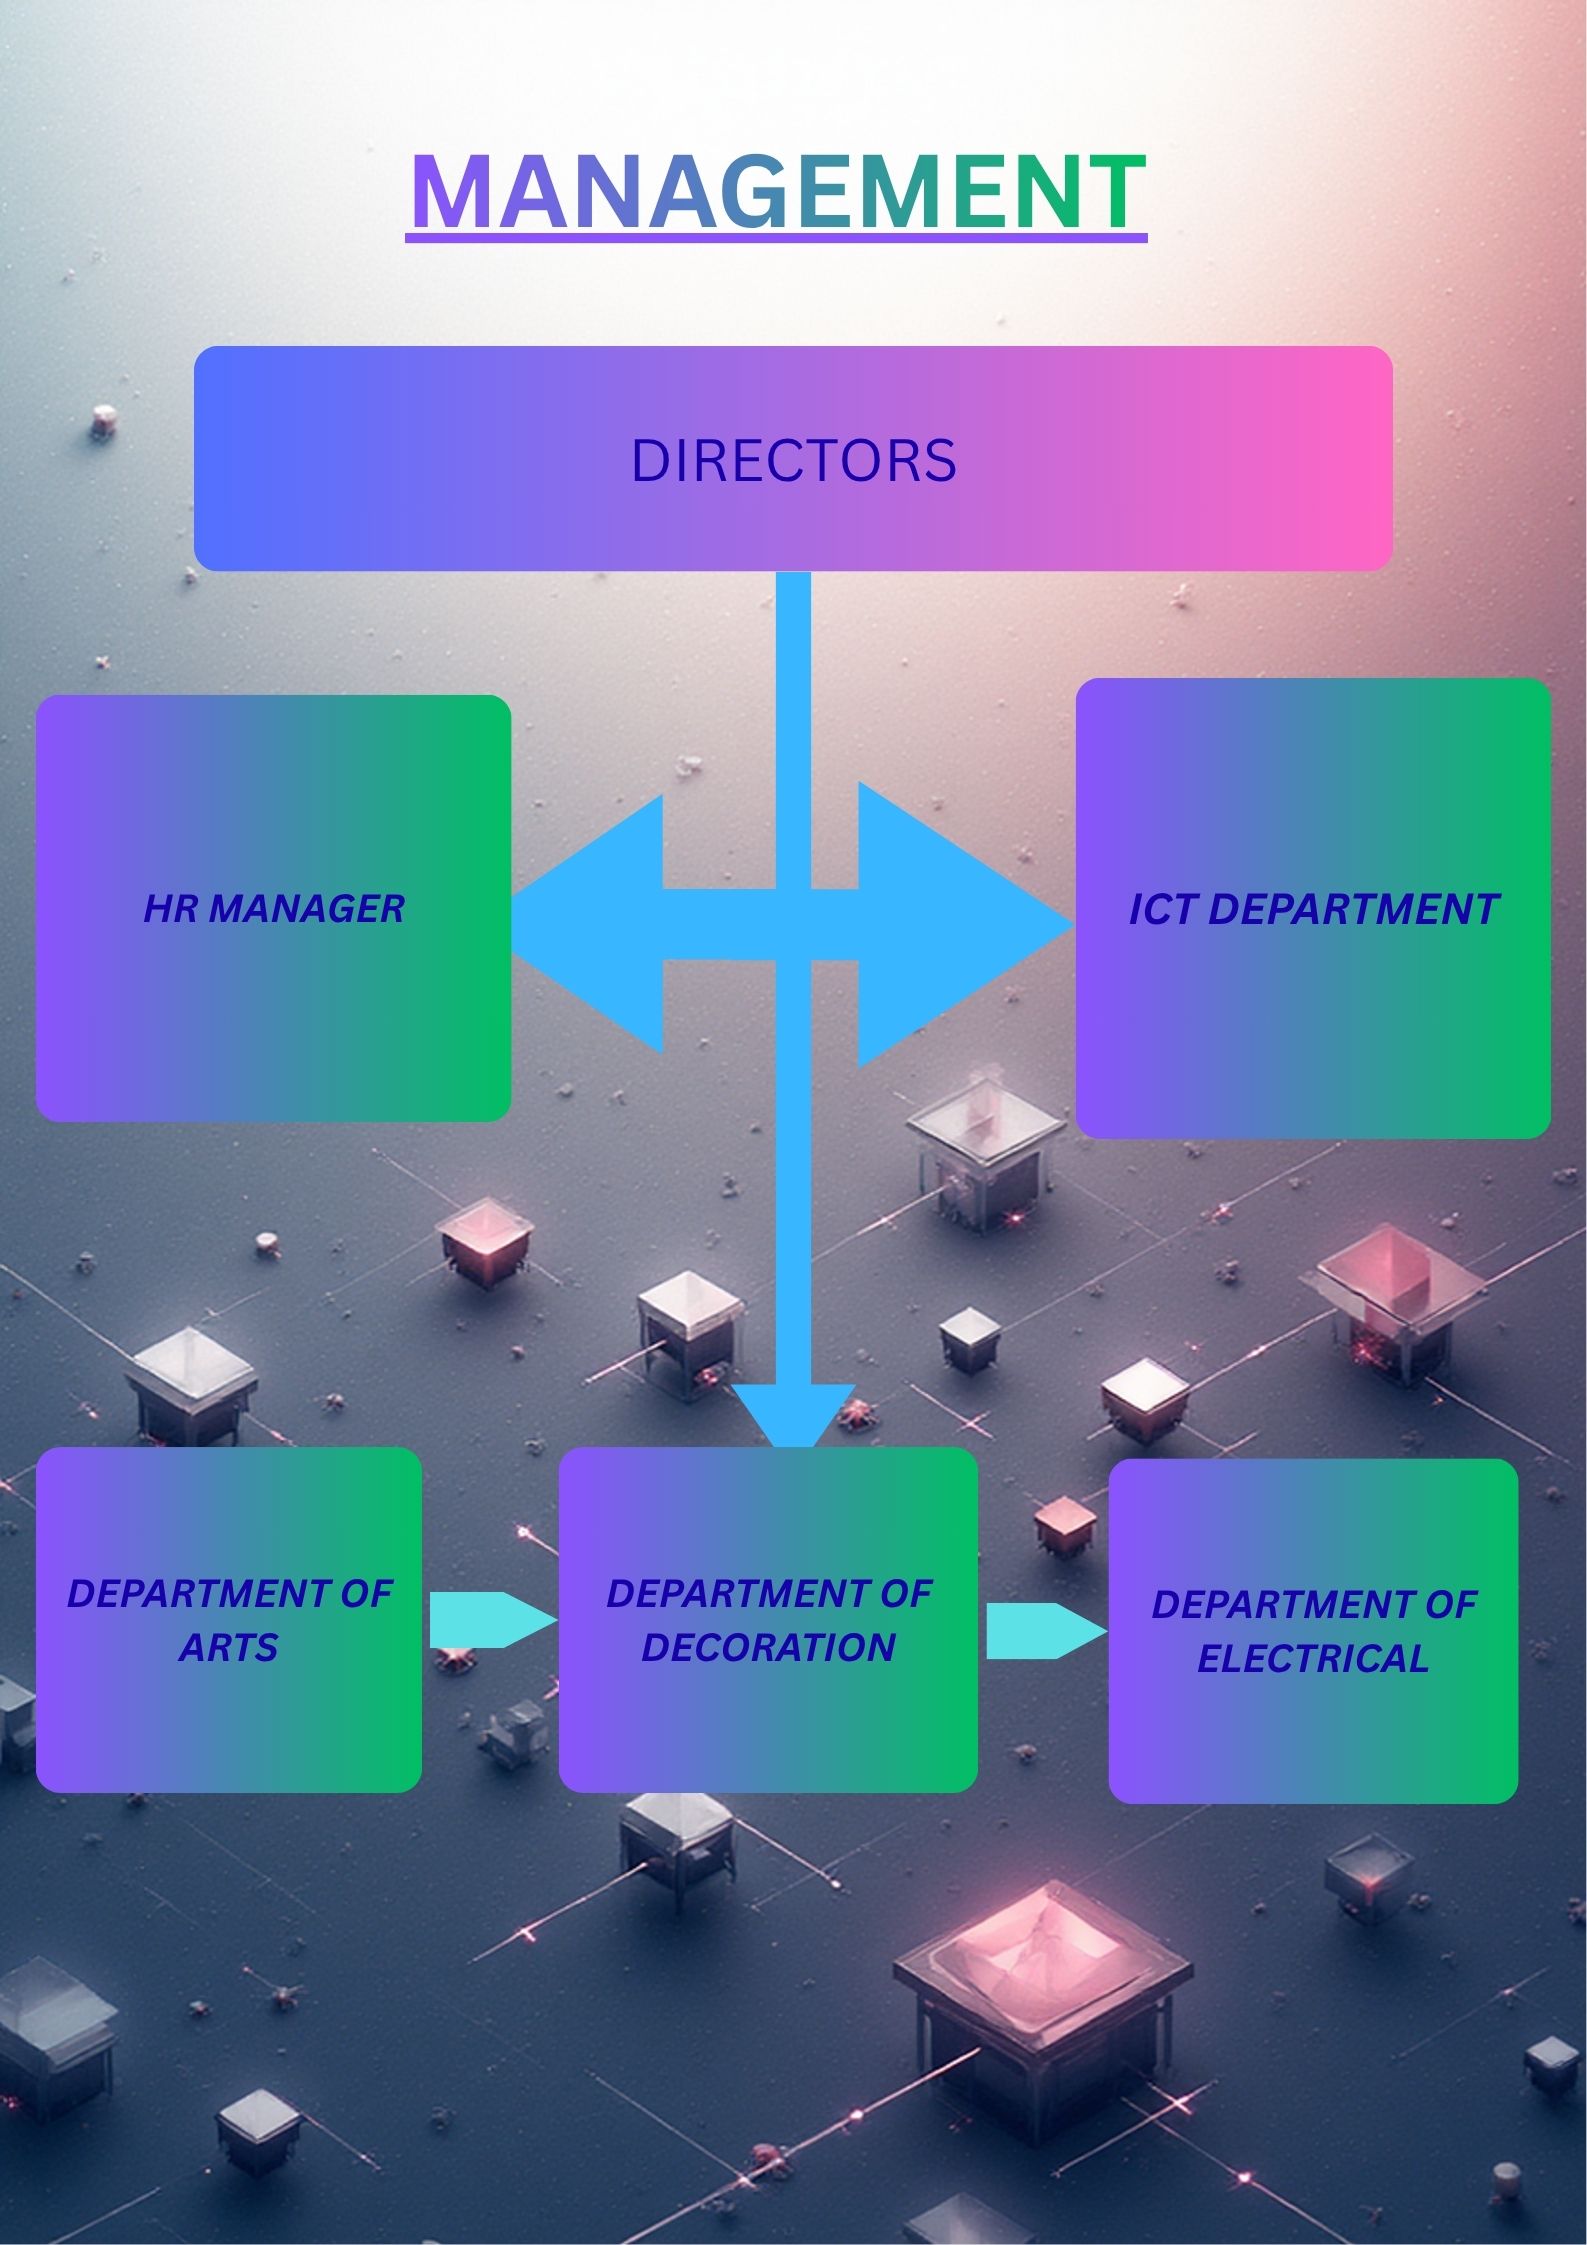 MANAGEMENT
DIRECTORS
HR MANAGER
ICT DEPARTMENT
DEPARTMENT OF
ARTS
DEPARTMENT OF
DECORATION
DEPARTMENT OF
ELECTRICAL